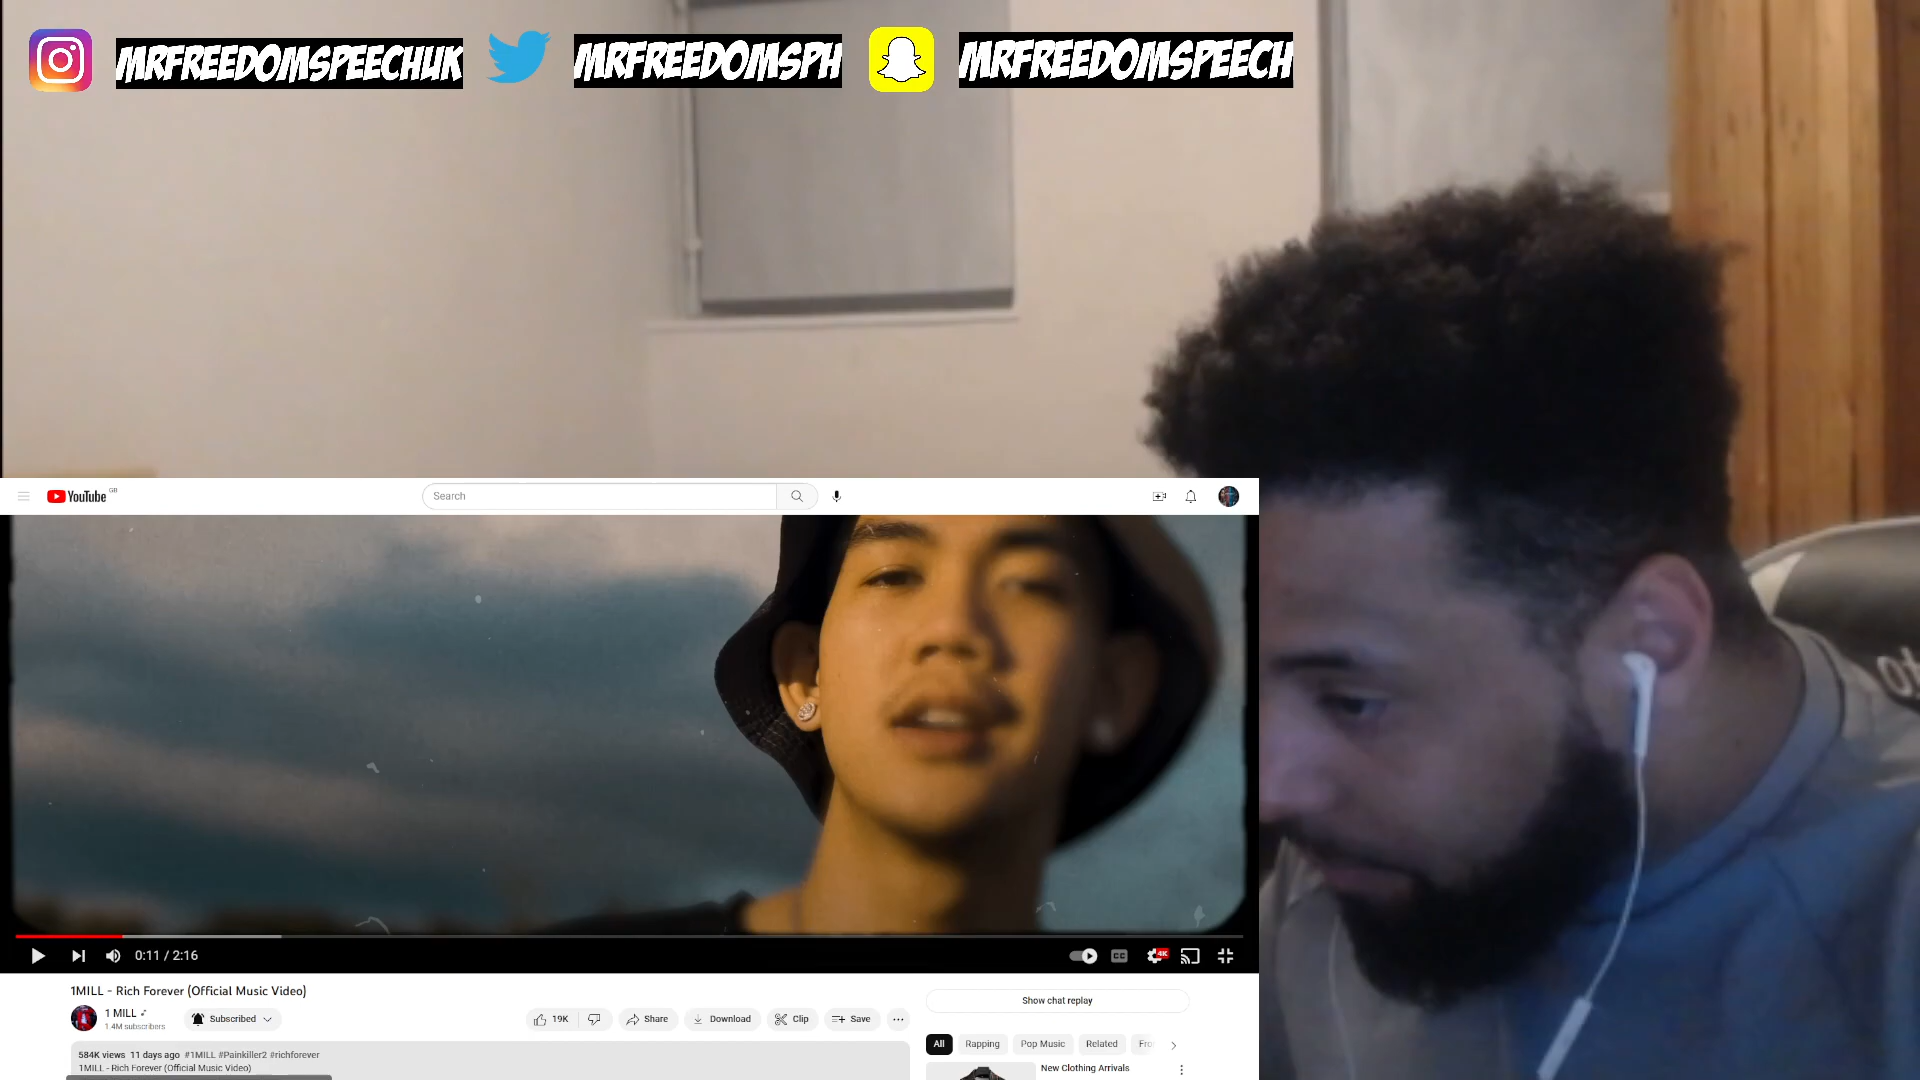 MRFREEDOMSPEECHUK
MRFREEDOMSPH
MRFREEDOMSPEECH
YouTube GB
Search
0:11 / 2:16
CC
4K
1MILL - Rich Forever (Official Music Video)
1 MILL
1.4M subscribers
Subscribed
19K
Share
Download
Clip
Save
584K views 11 days ago #1MILL #Painkiller2 #richforever
1MILL - Rich Forever (Official Music Video)
Show chat replay
All
Rapping
Pop Music
Related
New Clothing Arrivals